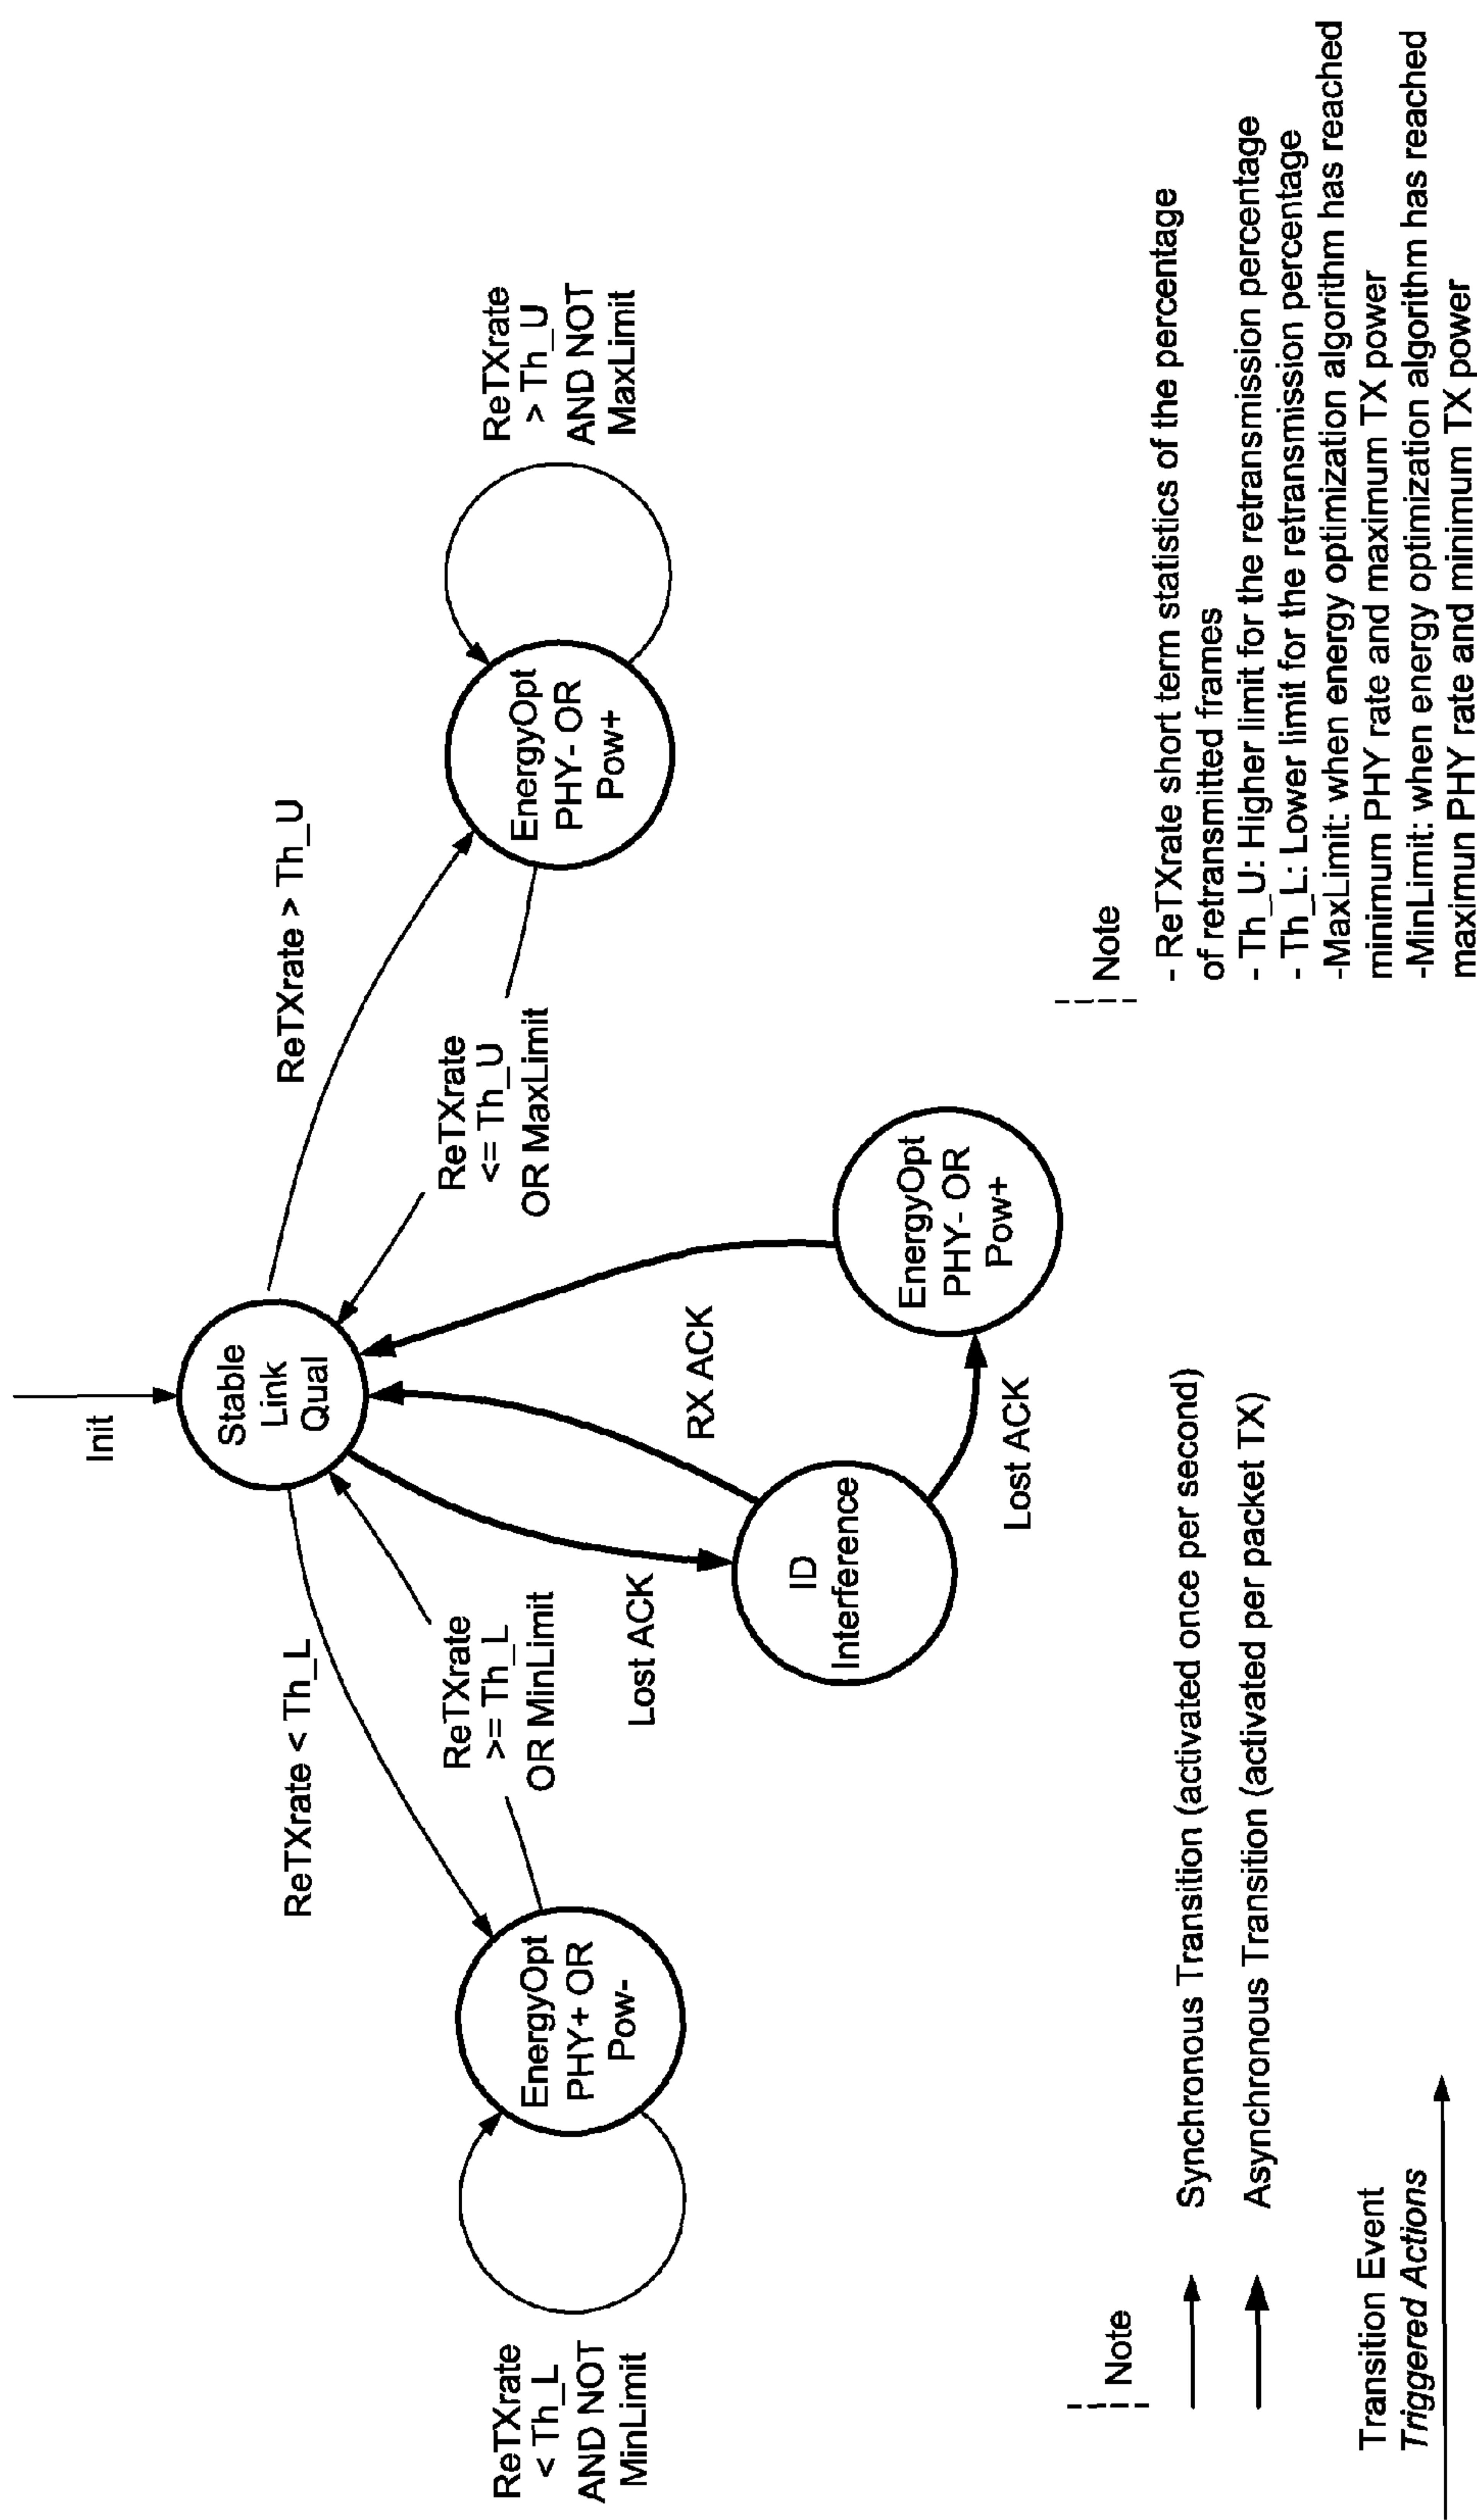 Init
Stable
Link
Qual
ReTXrate < Th_L
ReTXrate > Th_U
ReTXrate
< Th_L
AND NOT
MinLimit
EnergyOpt
PHY+ OR
Pow-
ReTXrate
>= Th_L
OR MinLimit
ReTXrate
<= Th_U
OR MaxLimit
EnergyOpt
PHY- OR
Pow+
ReTXrate
> Th_U
AND NOT
MaxLimit
Lost ACK
RX ACK
ID
Interference
Lost ACK
EnergyOpt
PHY- OR
Pow+
Note
Synchronous Transition (activated once per second)
Asynchronous Transition (activated per packet TX)
Transition Event
Triggered Actions
Note
- ReTXrate short term statistics of the percentage
of retransmitted frames
- Th_U: Higher limit for the retransmission percentage
- Th_L: Lower limit for the retransmission percentage
-MaxLimit: when energy optimization algorithm has reached
minimum PHY rate and maximum TX power
-MinLimit: when energy optimization algorithm has reached
maximun PHY rate and minimum TX power